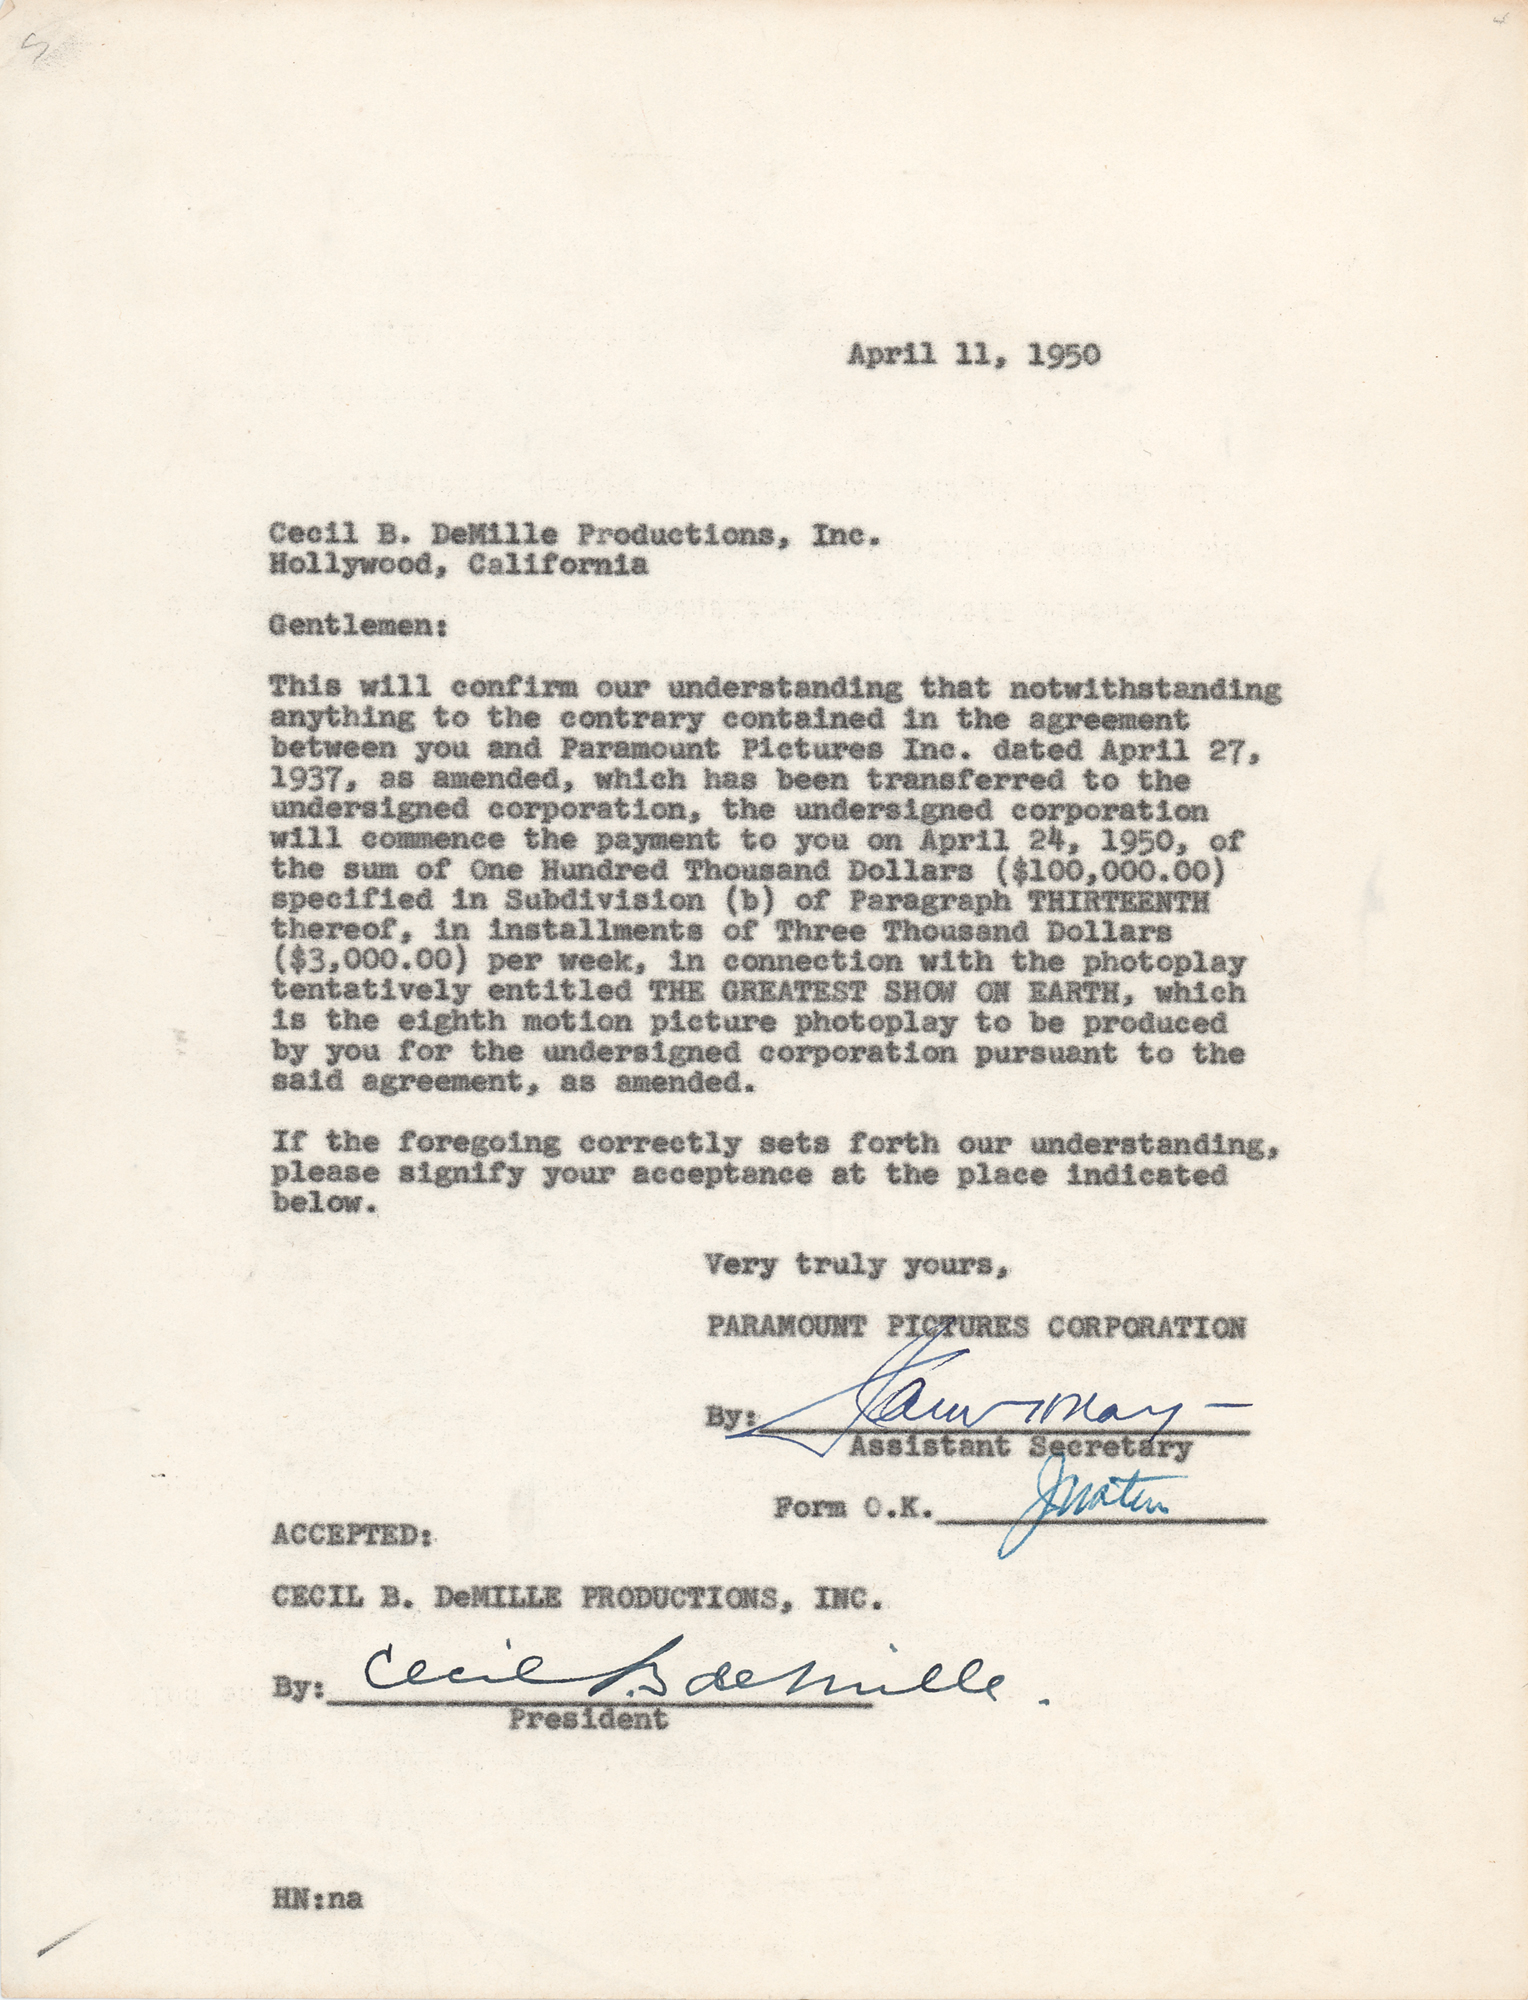 April 11, 1950
Cecil B. DeMille Productions, Inc.
Hollywood, California
Gentlemen:
This will confirm our understanding that notwithstanding
anything to the contrary contained in the agreement
between you and Paramount Pictures Inc. dated April 27,
1937, as amended, which has been transferred to the
undersigned corporation, the undersigned corporation
will commence the payment to you on April 24, 1950, of
the sum of One Hundred Thousand Dollars ($100,000.00)
specified in Subdivision (b) of Paragraph THIRTEENTH
thereof, in installments of Three Thousand Dollars
($3,000.00) per week, in connection with the photoplay
tentatively entitled THE GREATEST SHOW ON EARTH, which
is the eighth motion picture photoplay to be produced
by you for the undersigned corporation pursuant to the
said agreement, as amended.
If the foregoing correctly sets forth our understanding,
please signify your acceptance at the place indicated
below.
Very truly yours,
PARAMOUNT PICTURES CORPORATION
By:
Assistant Secretary
Form O.K.
ACCEPTED:
CECIL B. DeMILLE PRODUCTIONS, INC.
By: Cecil B deMille.
President
HN:na